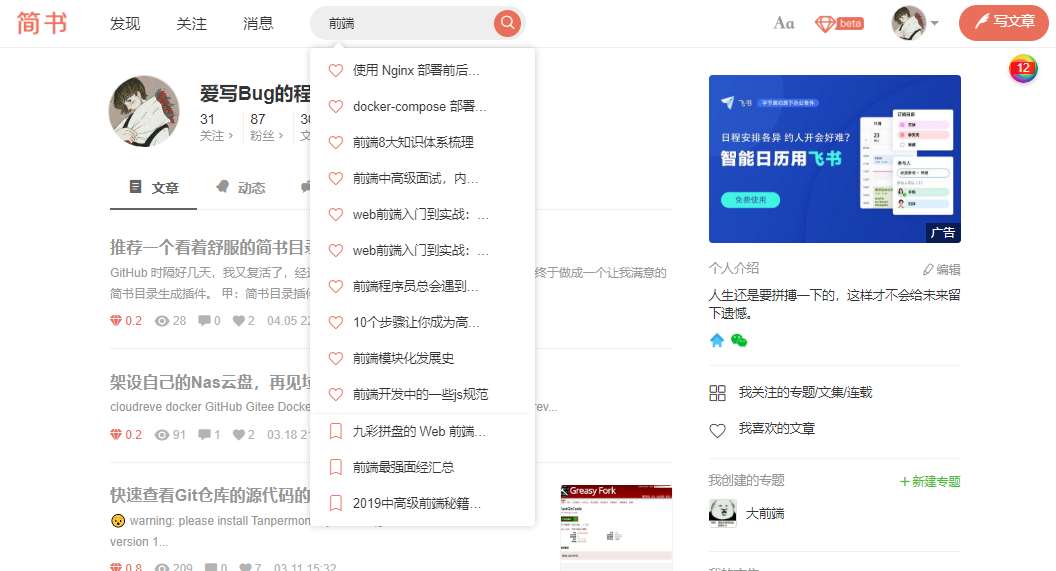 简书
发现
关注
消息
前端
Aa
beta
写文章
12
使用 Nginx 部署前后...
docker-compose 部署...
前端8大知识体系梳理
前端中高级面试，内...
web前端入门到实战：...
web前端入门到实战：...
前端程序员总会遇到...
10个步骤让你成为高...
前端模块化发展史
前端开发中的一些js规范
九彩拼盘的 Web 前端...
前端最强面经汇总
2019中高级前端秘籍...
爱写Bug的程
31
87
关注 >
粉丝 >
文章
动态
推荐一个看着舒服的简书目录
GitHub 时隔好几天，我又复活了，经过
终于做成一个让我满意的
简书目录生成插件。 甲：简书目录插件
0.2
28
0
2
04.05 22
架设自己的Nas云盘，再见
cloudreve docker GitHub Gitee Docke
rev...
0.2
91
1
2
03.18 21
快速查看Git仓库的源代码的
warning: please install Tanpermon
version 1...
0.8
209
0
7
03.11 15:32
Greasy Fork
飞书
字节跳动旗下办公套件
日程安排各异 约人开会好难?
智能日历用飞书
免费使用
广告
个人介绍
编辑
人生还是要拼搏一下的，这样才不会给未来留
下遗憾。
我关注的专题/文集/连载
我喜欢的文章
我创建的专题
+ 新建专题
大前端
我的文集